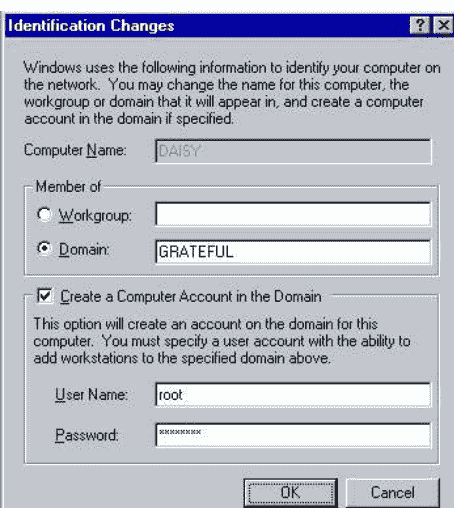 Identification Changes
Windows uses the following information to identify your computer on
the network. You may change the name for this computer, the
workgroup or domain that it will appear in, and create a computer
account in the domain if specified.
Computer Name: DAISY
Member of
Workgroup:
Domain: GRATEFUL
Create a Computer Account in the Domain
This option will create an account on the domain for this
computer. You must specify a user account with the ability to
add workstations to the specified domain above.
User Name: root
Password: ********
OK Cancel